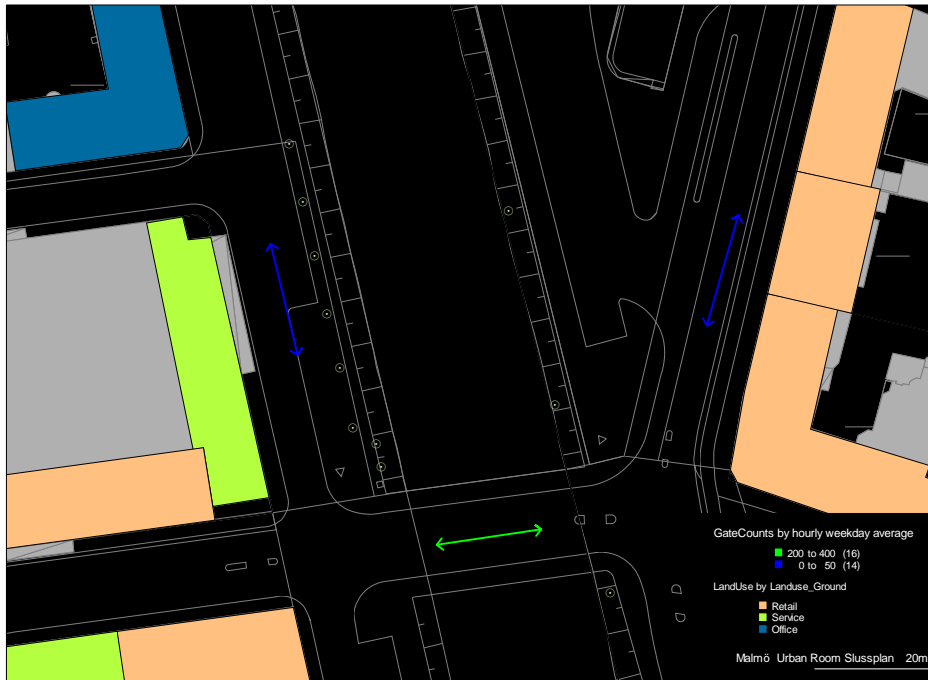 GateCounts by hourly weekday average
200 to 400 (16)
0 to 50 (14)
LandUse by Landuse_Ground
Retail
Service
Office
Malmö Urban Room Slussplan 20m